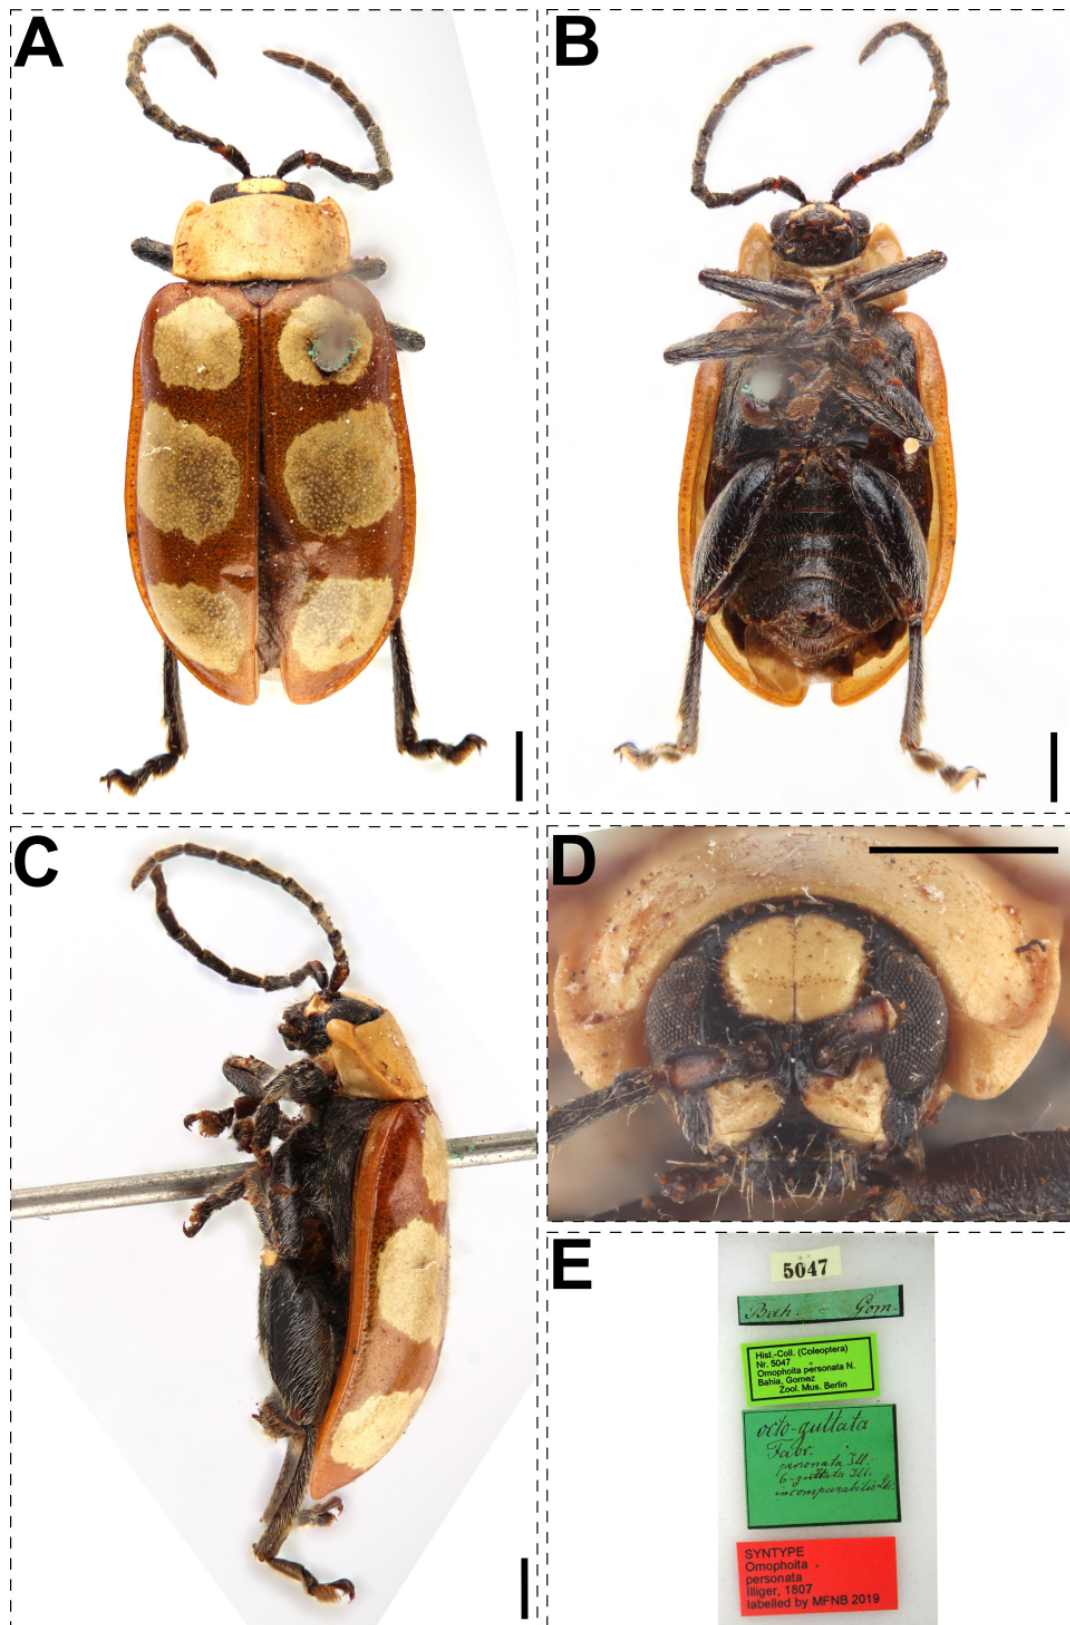 A
B
C
D
E
5047
Bah. - Gom.
Hist.-Coll. (Coleoptera)
Nr. 5047
Omophoita personata N.
Bahia, Gomez
Zool. Mus. Berlin
octo-guttata
Fabr.
personata Ill.
6-guttata Ill.
incomparabilis
SYNTYPE
Omophoita
personata
Illiger, 1807
labelled by MFNB 2019